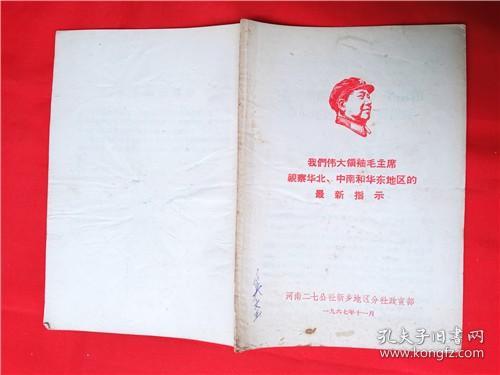 我們伟大領袖毛主席
視察华北、中南和华东地区的
最新指示
河南二七公社新乡地区分社政宣部
一九六七年十一月
孔夫子旧书网
www.kongfz.com